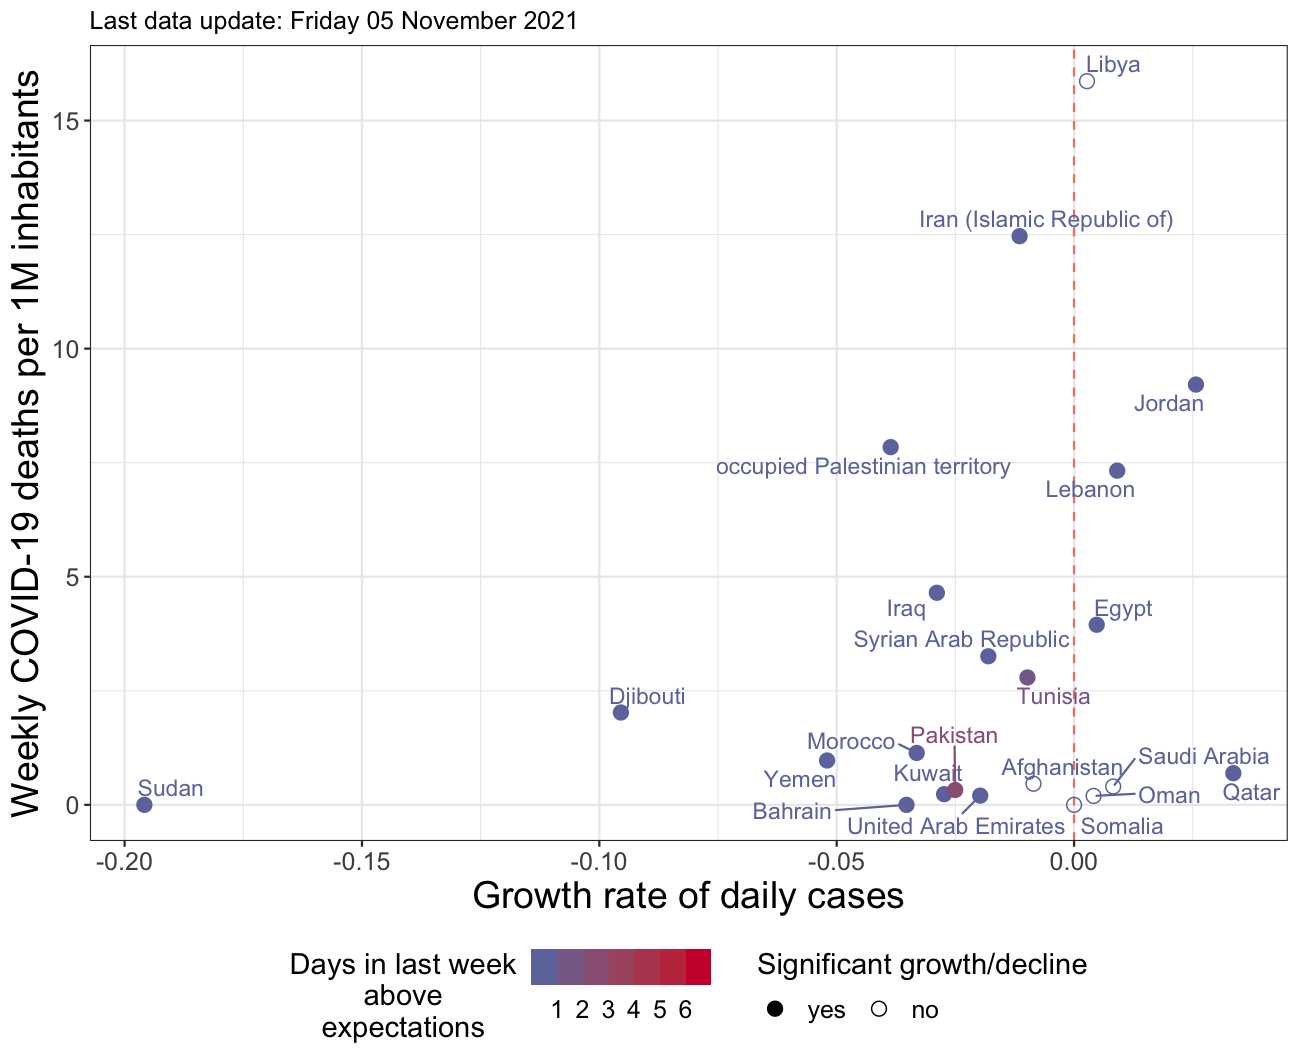 Last data update: Friday 05 November 2021
Weekly COVID-19 deaths per 1M inhabitants
Libya
15
Iran (Islamic Republic of)
10
Jordan
occupied Palestinian territory
Lebanon
5
Iraq
Egypt
Syrian Arab Republic
Djibouti
Tunisia
Morocco
Pakistan
Saudi Arabia
Afghanistan
Kuwait
Yemen
Sudan
Qatar
Oman
0
Bahrain
United Arab Emirates
Somalia
-0.20 -0.15 -0.10 -0.05 0.00
Growth rate of daily cases
Days in last week
above
expectations
1 2 3 4 5 6
Significant growth/decline
yes no